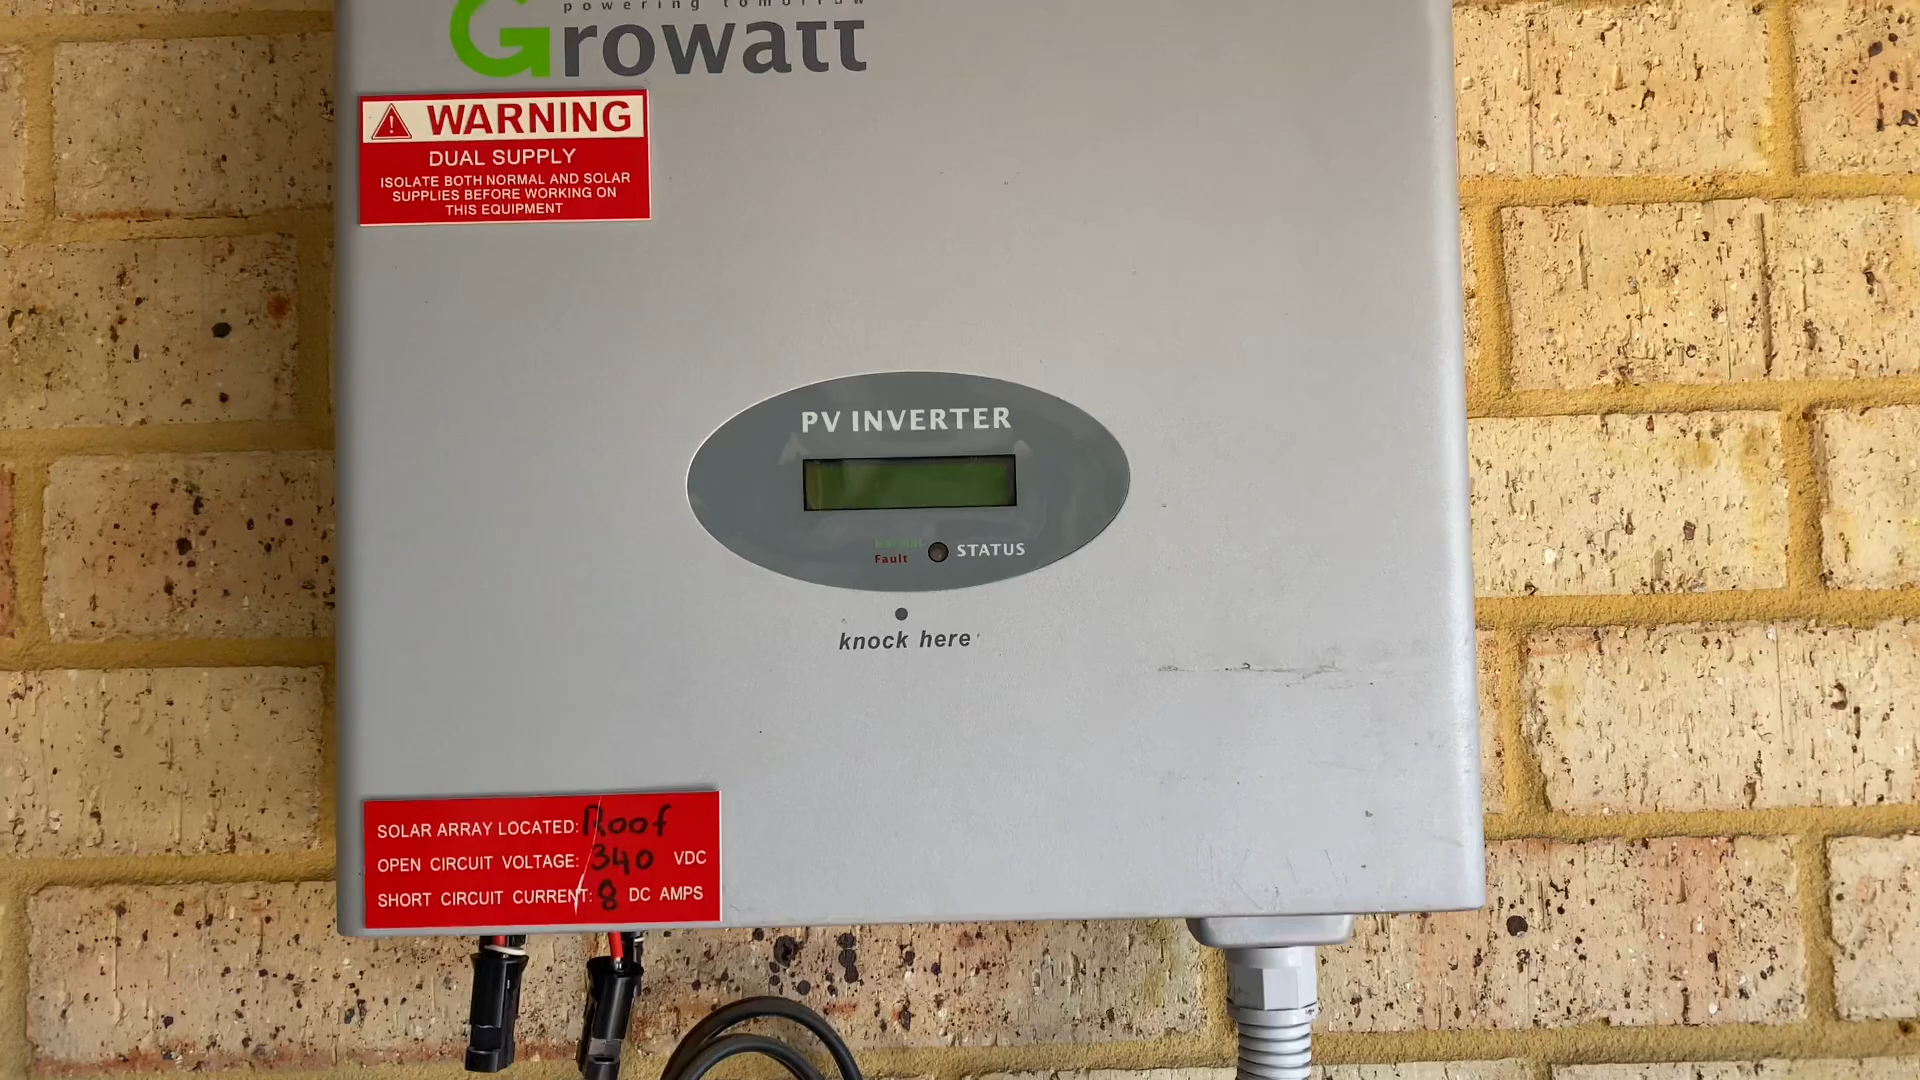 powering tomorrow
Growatt
WARNING
DUAL SUPPLY
ISOLATE BOTH NORMAL AND SOLAR
SUPPLIES BEFORE WORKING ON
THIS EQUIPMENT
PV INVERTER
Normal
Fault
STATUS
knock here
SOLAR ARRAY LOCATED: Roof
OPEN CIRCUIT VOLTAGE: 340 VDC
SHORT CIRCUIT CURRENT: 8 DC AMPS